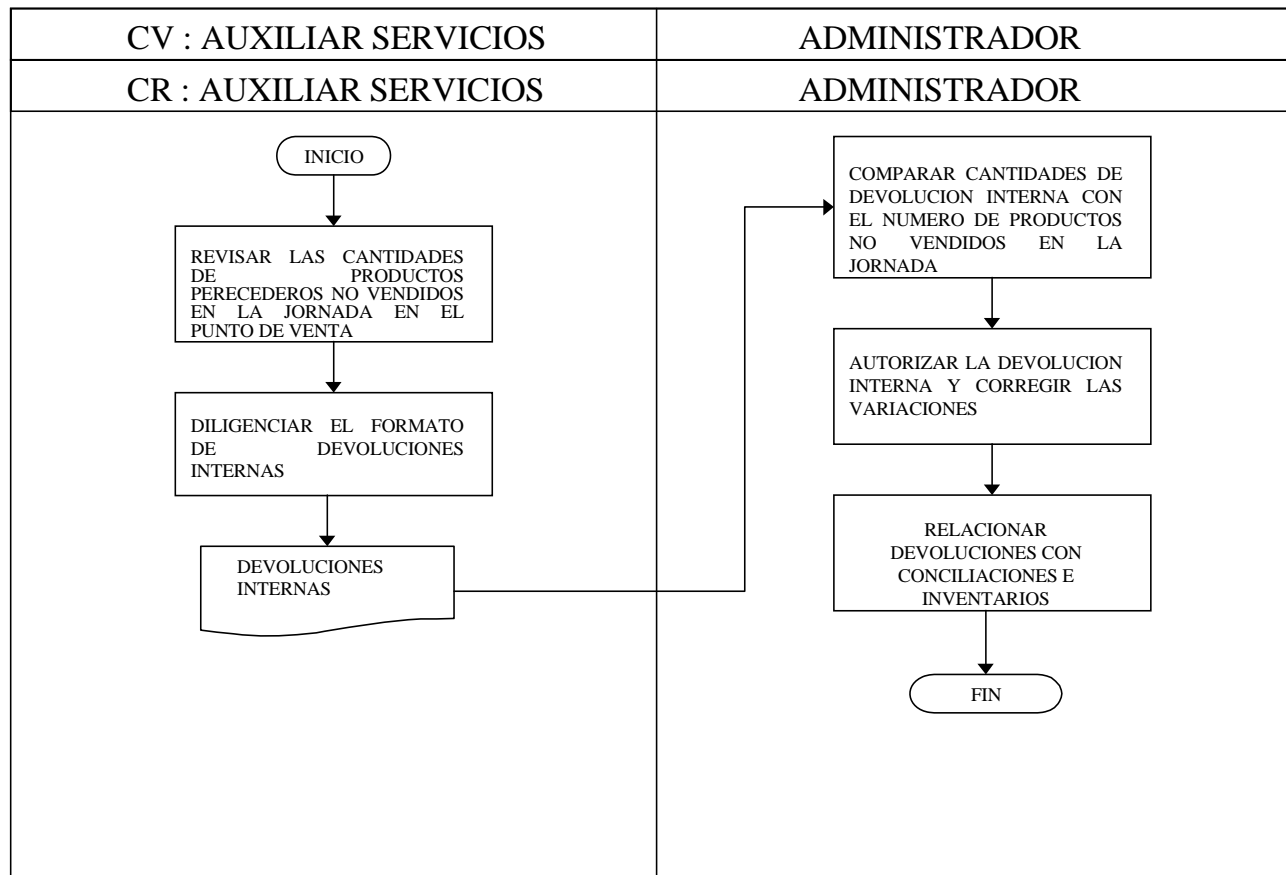 CV : AUXILIAR SERVICIOS
ADMINISTRADOR
CR : AUXILIAR SERVICIOS
ADMINISTRADOR
INICIO
REVISAR LAS CANTIDADES
DE PRODUCTOS
PERECEDEROS NO VENDIDOS
EN LA JORNADA EN EL
PUNTO DE VENTA
DILIGENCIAR EL FORMATO
DE DEVOLUCIONES
INTERNAS
DEVOLUCIONES
INTERNAS
COMPARAR CANTIDADES DE
DEVOLUCION INTERNA CON
EL NUMERO DE PRODUCTOS
NO VENDIDOS EN LA
JORNADA
AUTORIZAR LA DEVOLUCION
INTERNA Y CORREGIR LAS
VARIACIONES
RELACIONAR
DEVOLUCIONES CON
CONCILIACIONES E
INVENTARIOS
FIN